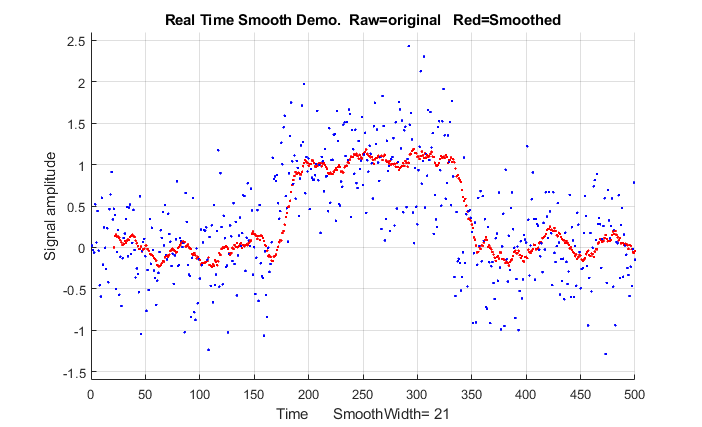 Real Time Smooth Demo.  Raw=original   Red=Smoothed
2.5
2
1.5
1
0.5
0
-0.5
-1
-1.5
Signal amplitude
0 50 100 150 200 250 300 350 400 450 500
Time      SmoothWidth= 21